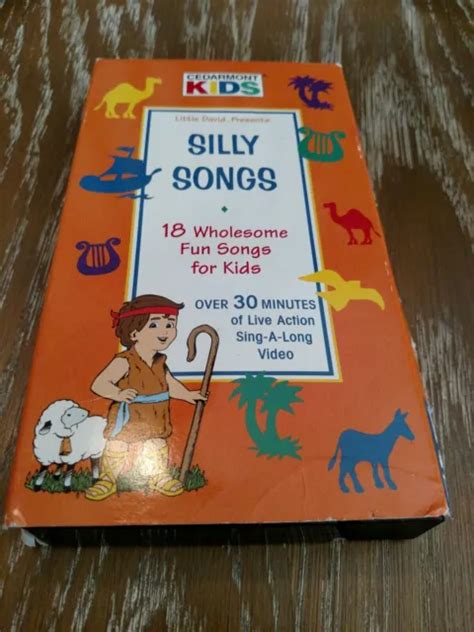 CEDARMONT
KIDS
Little David Presents
SILLY
SONGS
18 Wholesome
Fun Songs
for Kids
OVER 30 MINUTES
of Live Action
Sing-A-Long
Video